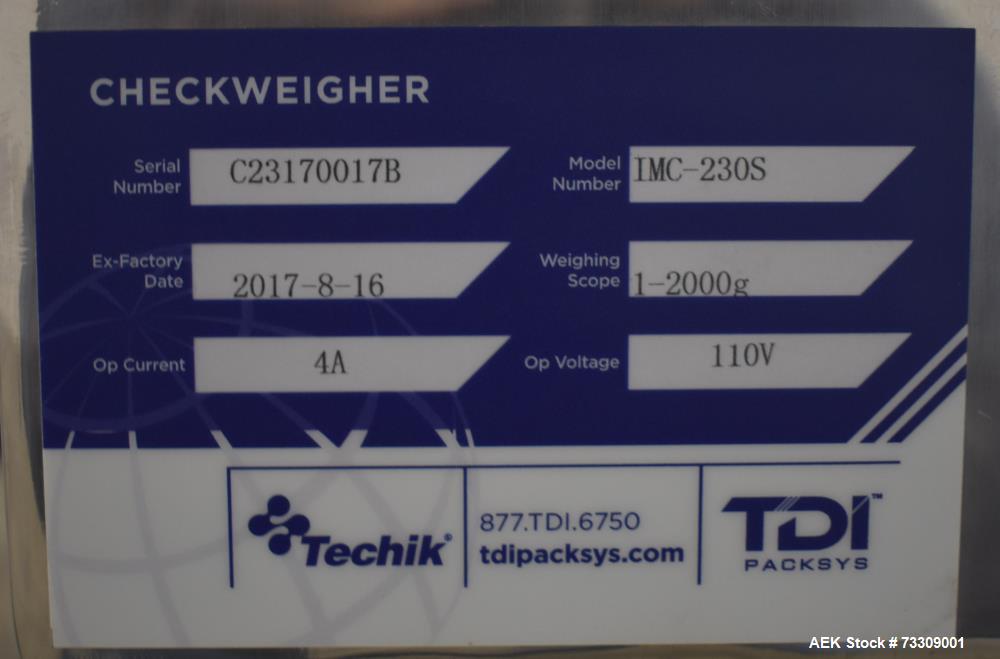 CHECKWEIGHER
Serial Number C23170017B
Model Number IMC-230S
Ex-Factory Date 2017-8-16
Weighing Scope 1-2000g
Op Current 4A
Op Voltage 110V
Techik®
877.TDI.6750
tdipacksys.com
TDI™
PACKSYS
AEK Stock # 73309001